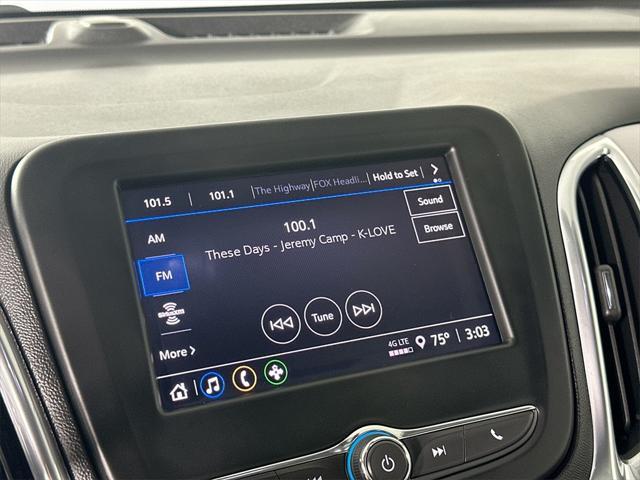 101.5 | 101.1 | The Highway | FOX Headli... | Hold to Set | >
AM
100.1
Sound
These Days - Jeremy Camp - K-LOVE
Browse
FM
SiriusXM
Tune
More >
4G LTE
75° | 3:03